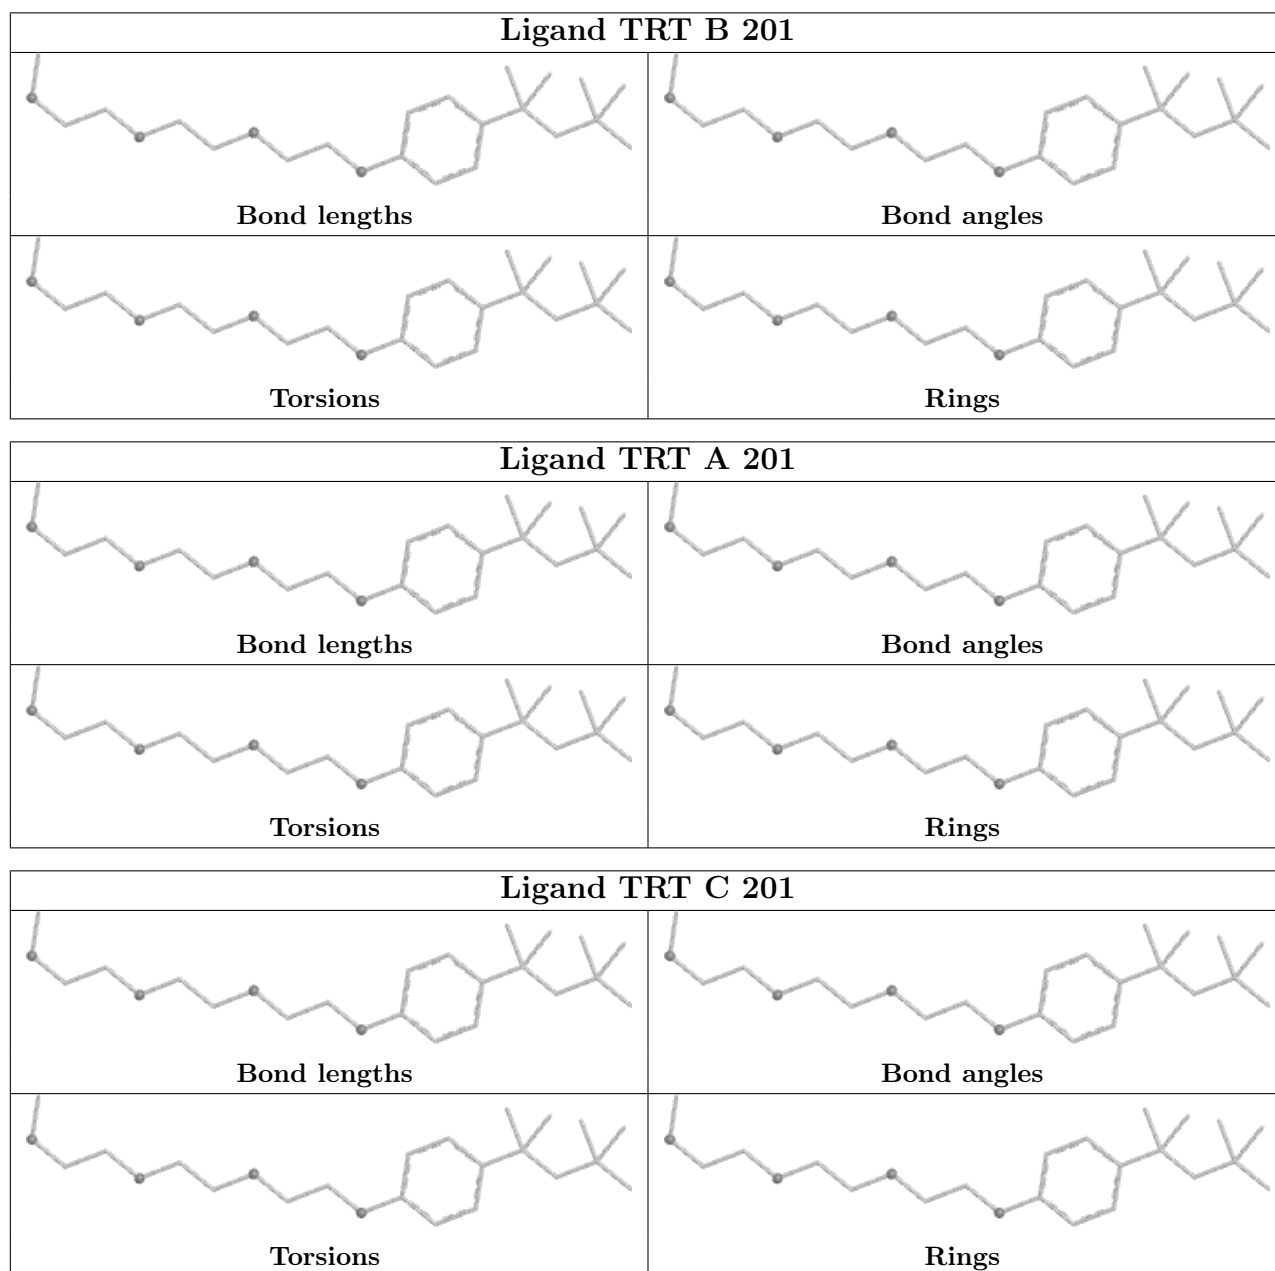 Ligand TRT B 201
Bond lengths
Bond angles
Torsions
Rings
Ligand TRT A 201
Bond lengths
Bond angles
Torsions
Rings
Ligand TRT C 201
Bond lengths
Bond angles
Torsions
Rings